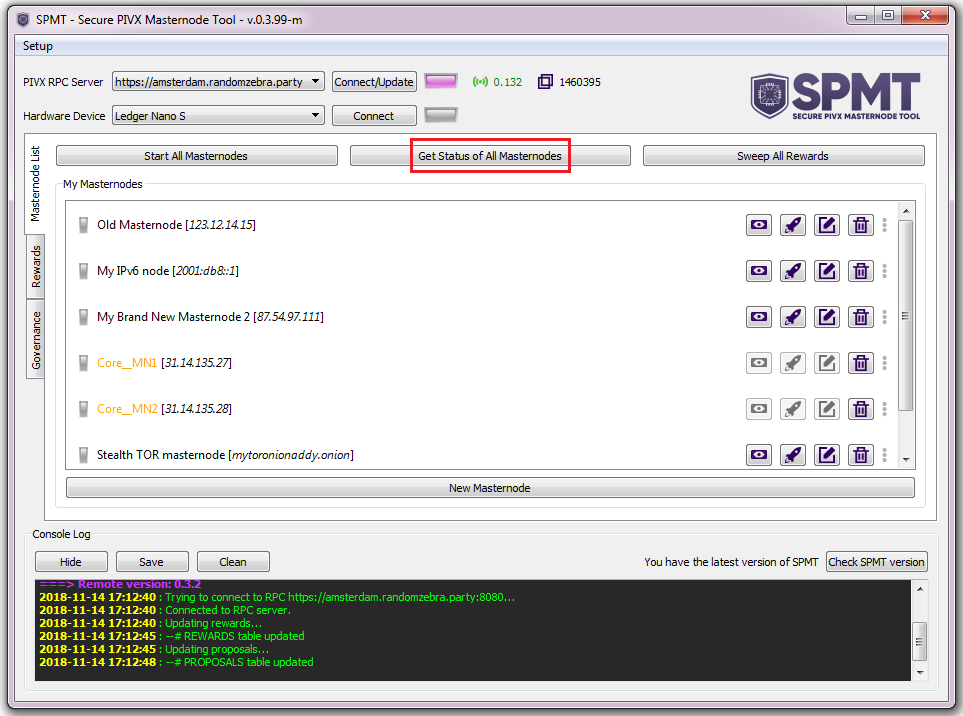 SPMT - Secure PIVX Masternode Tool - v.0.3.99-m
Setup
PIVX RPC Server https://amsterdam.randomzebra.party Connect/Update 0.132 1460395
Hardware Device Ledger Nano S Connect
SPMT
SECURE PIVX MASTERNODE TOOL
Masternode List
Rewards
Governance
Start All Masternodes Get Status of All Masternodes Sweep All Rewards
My Masternodes
Old Masternode [123.12.14.15]
My IPv6 node [2001:db8::1]
My Brand New Masternode 2 [87.54.97.111]
Core__MN1 [31.14.135.27]
Core__MN2 [31.14.135.28]
Stealth TOR masternode [mytoronionaddy.onion]
New Masternode
Console Log
Hide Save Clean You have the latest version of SPMT Check SPMT version
===> Remote version: 0.3.2
2018-11-14 17:12:40 : Trying to connect to RPC https://amsterdam.randomzebra.party:8080...
2018-11-14 17:12:40 : Connected to RPC server.
2018-11-14 17:12:40 : Updating rewards...
2018-11-14 17:12:45 : --# REWARDS table updated
2018-11-14 17:12:45 : Updating proposals...
2018-11-14 17:12:48 : --# PROPOSALS table updated